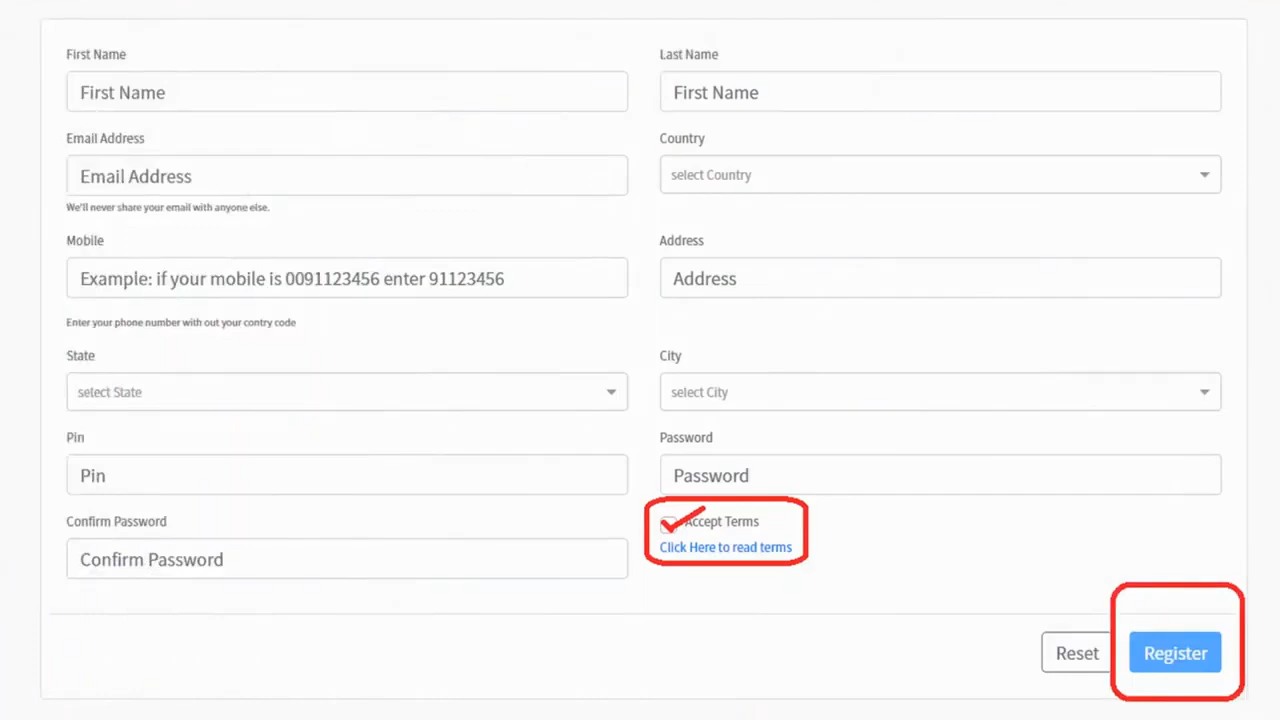 First Name
Last Name
First Name
First Name
Email Address
Country
Email Address
select Country
We'll never share your email with anyone else.
Mobile
Address
Example: if your mobile is 0091123456 enter 91123456
Address
Enter your phone number with out your contry code
State
City
select State
select City
Pin
Password
Pin
Password
Confirm Password
Accept Terms
Click Here to read terms
Confirm Password
Reset
Register